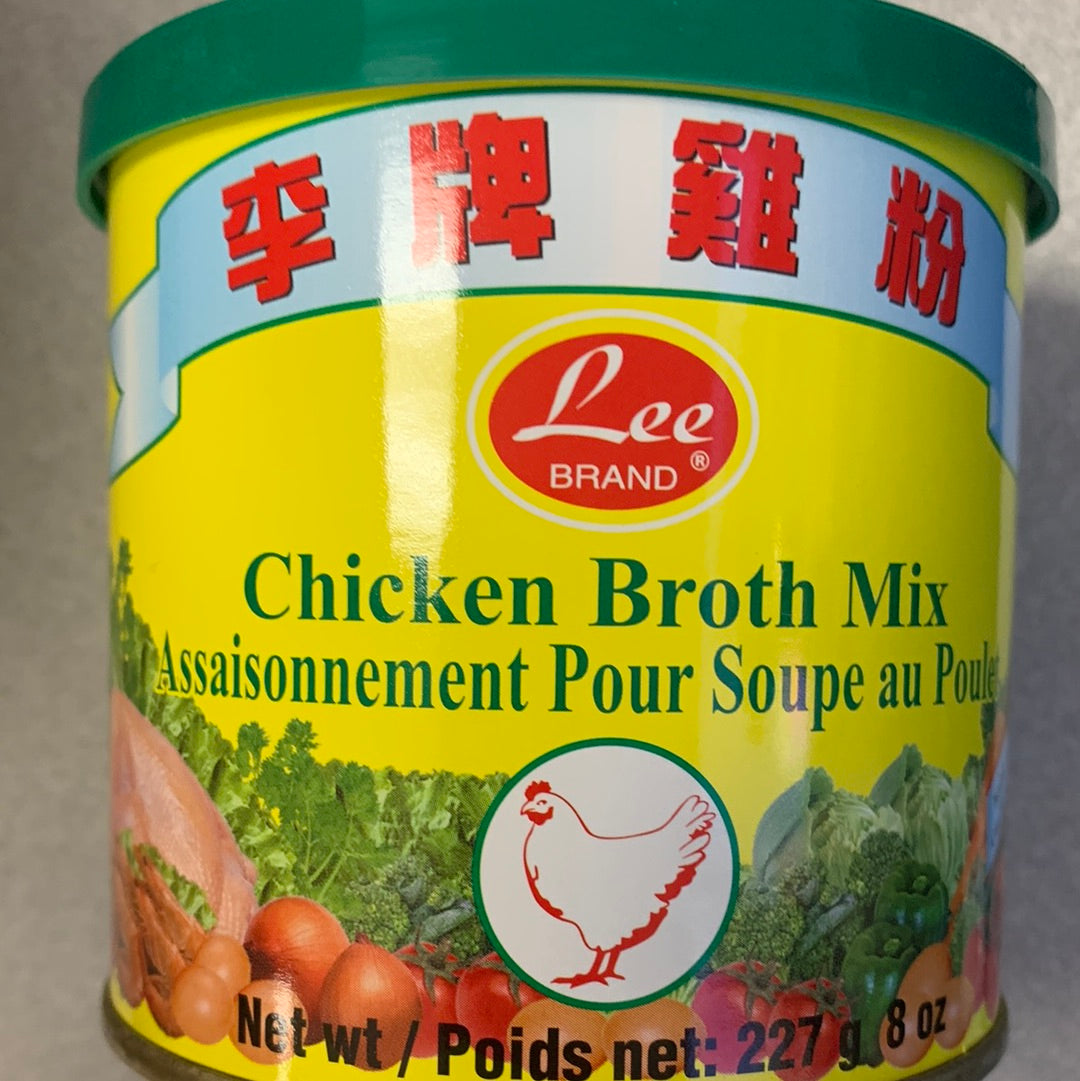 李牌雞粉
Lee
BRAND ®
Chicken Broth Mix
Assaisonnement Pour Soupe au
Net wt / Poids net: 227 g 8 oz